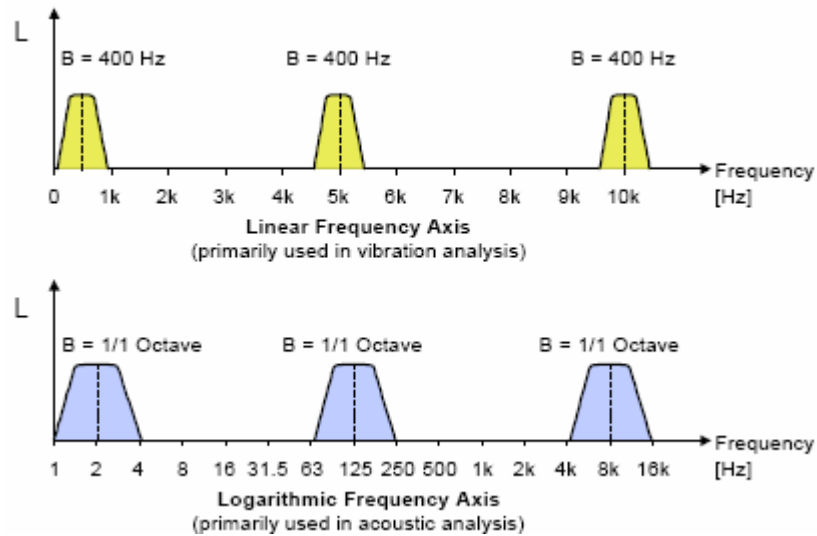 L
B = 400 Hz B = 400 Hz B = 400 Hz
Frequency
0 1k 2k 3k 4k 5k 6k 7k 8k 9k 10k [Hz]
Linear Frequency Axis
(primarily used in vibration analysis)
L
B = 1/1 Octave B = 1/1 Octave B = 1/1 Octave
Frequency
1 2 4 8 16 31.5 63 125 250 500 1k 2k 4k 8k 16k [Hz]
Logarithmic Frequency Axis
(primarily used in acoustic analysis)